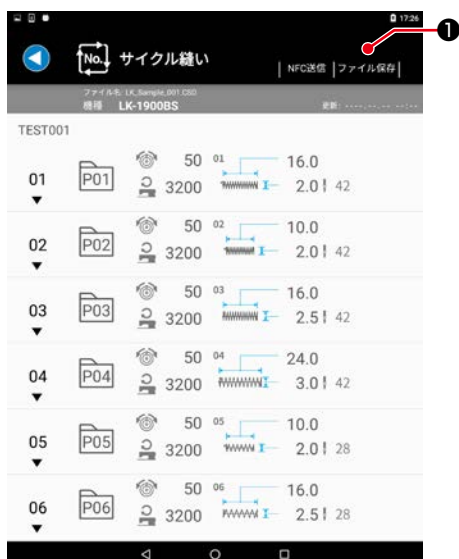 17:26
❶
No. サイクル縫い
NFC送信 ファイル保存
ファイル名: LK_Sample_001.CSD
機種 LK-1900BS 更新: ----.--.-- --:--
TEST001
01 P01 50 01 16.0
3200 2.0 42
02 P02 50 02 10.0
3200 2.0 42
03 P03 50 03 16.0
3200 2.5 42
04 P04 50 04 24.0
3200 3.0 42
05 P05 50 05 10.0
3200 2.0 28
06 P06 50 06 16.0
3200 2.5 28